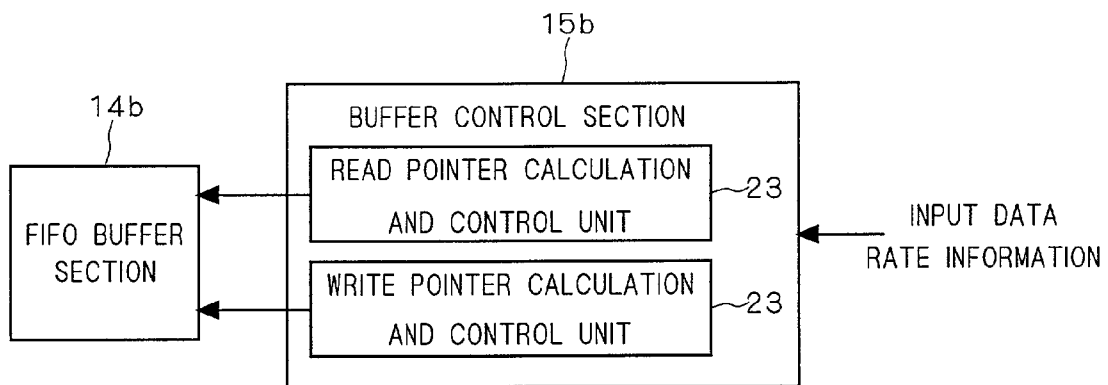 15b
14b
BUFFER CONTROL SECTION
READ POINTER CALCULATION
AND CONTROL UNIT
23
FIFO BUFFER
SECTION
INPUT DATA
RATE INFORMATION
WRITE POINTER CALCULATION
AND CONTROL UNIT
23